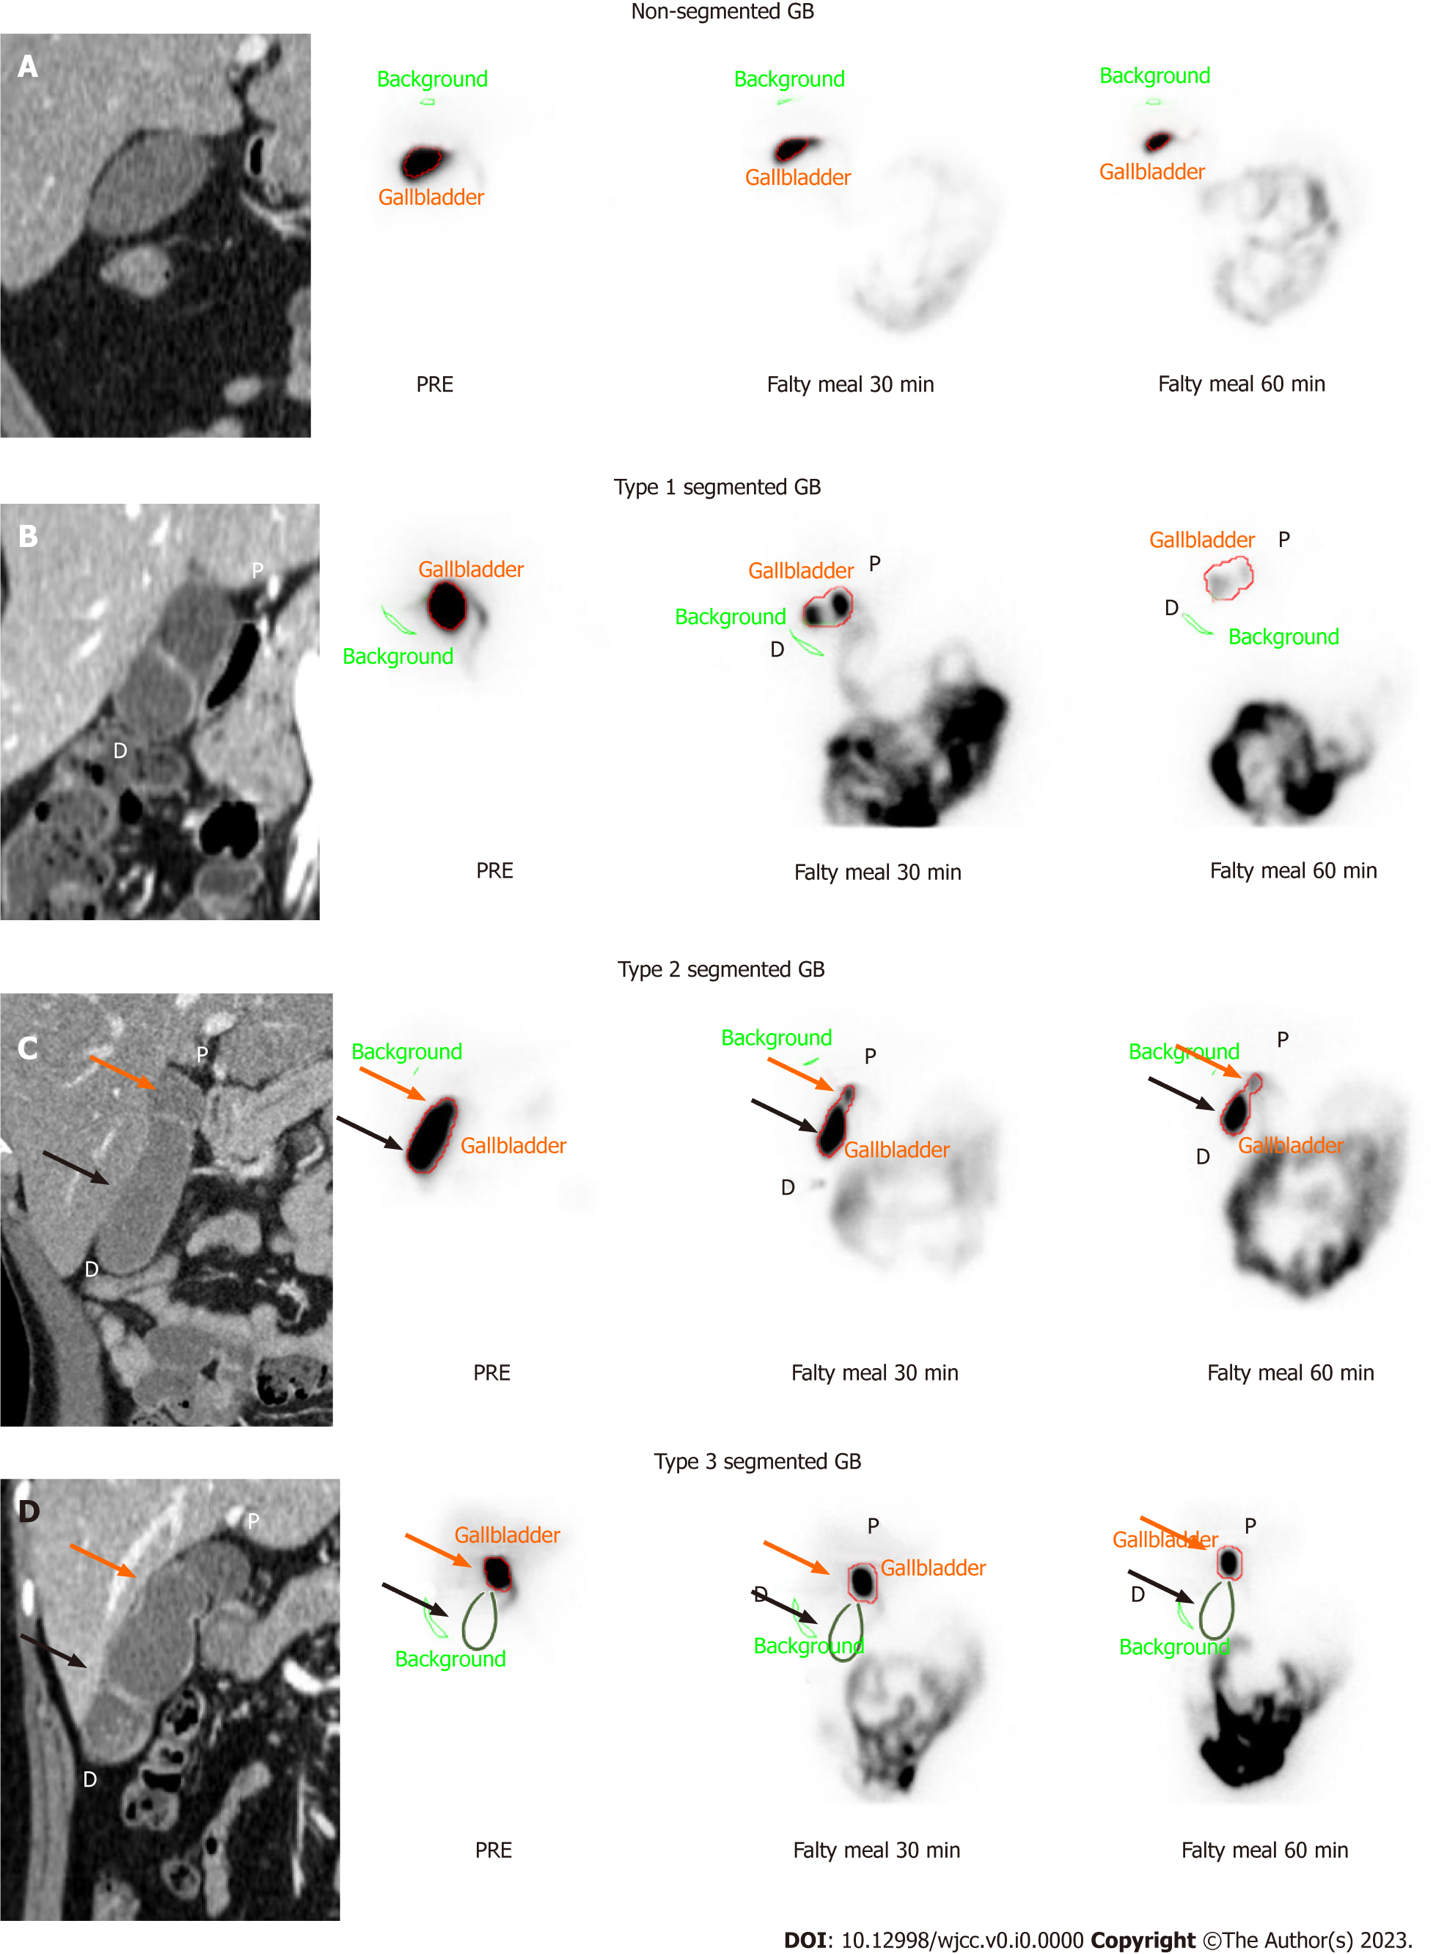 Non-segmented GB
A
Background
Background
Background
Gallbladder
Gallbladder
Gallbladder
PRE
Falty meal 30 min
Falty meal 60 min
Type 1 segmented GB
B
P
D
Gallbladder
Background
Gallbladder
P
Background
D
Gallbladder
P
D
Background
PRE
Falty meal 30 min
Falty meal 60 min
Type 2 segmented GB
C
P
D
Background
Gallbladder
Background
P
Gallbladder
D
Background
P
Gallbladder
D
PRE
Falty meal 30 min
Falty meal 60 min
Type 3 segmented GB
D
P
D
Gallbladder
Background
P
Gallbladder
D
Background
Gallbladder
P
D
Background
PRE
Falty meal 30 min
Falty meal 60 min
DOI: 10.12998/wjcc.v0.i0.0000 Copyright ©The Author(s) 2023.